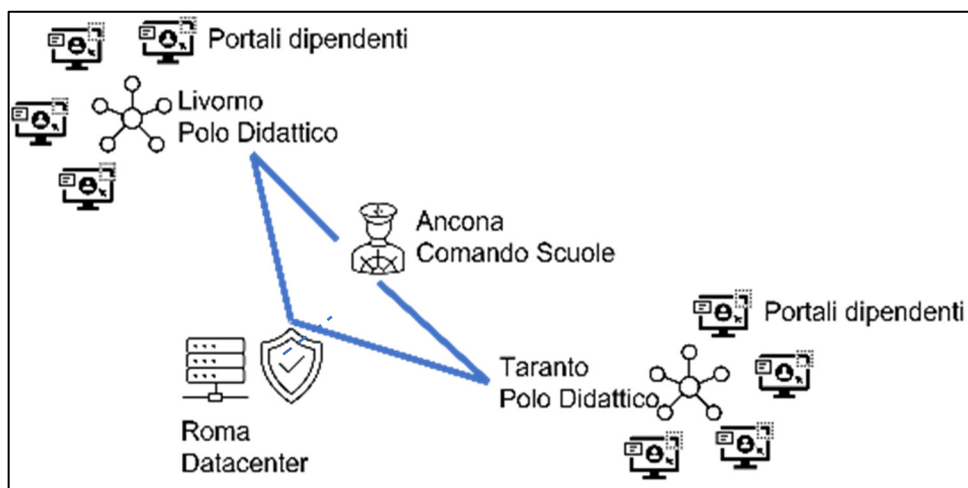 Portali dipendenti
Livorno
Polo Didattico
Ancona
Comando Scuole
Portali dipendenti
Taranto
Polo Didattico
Roma
Datacenter